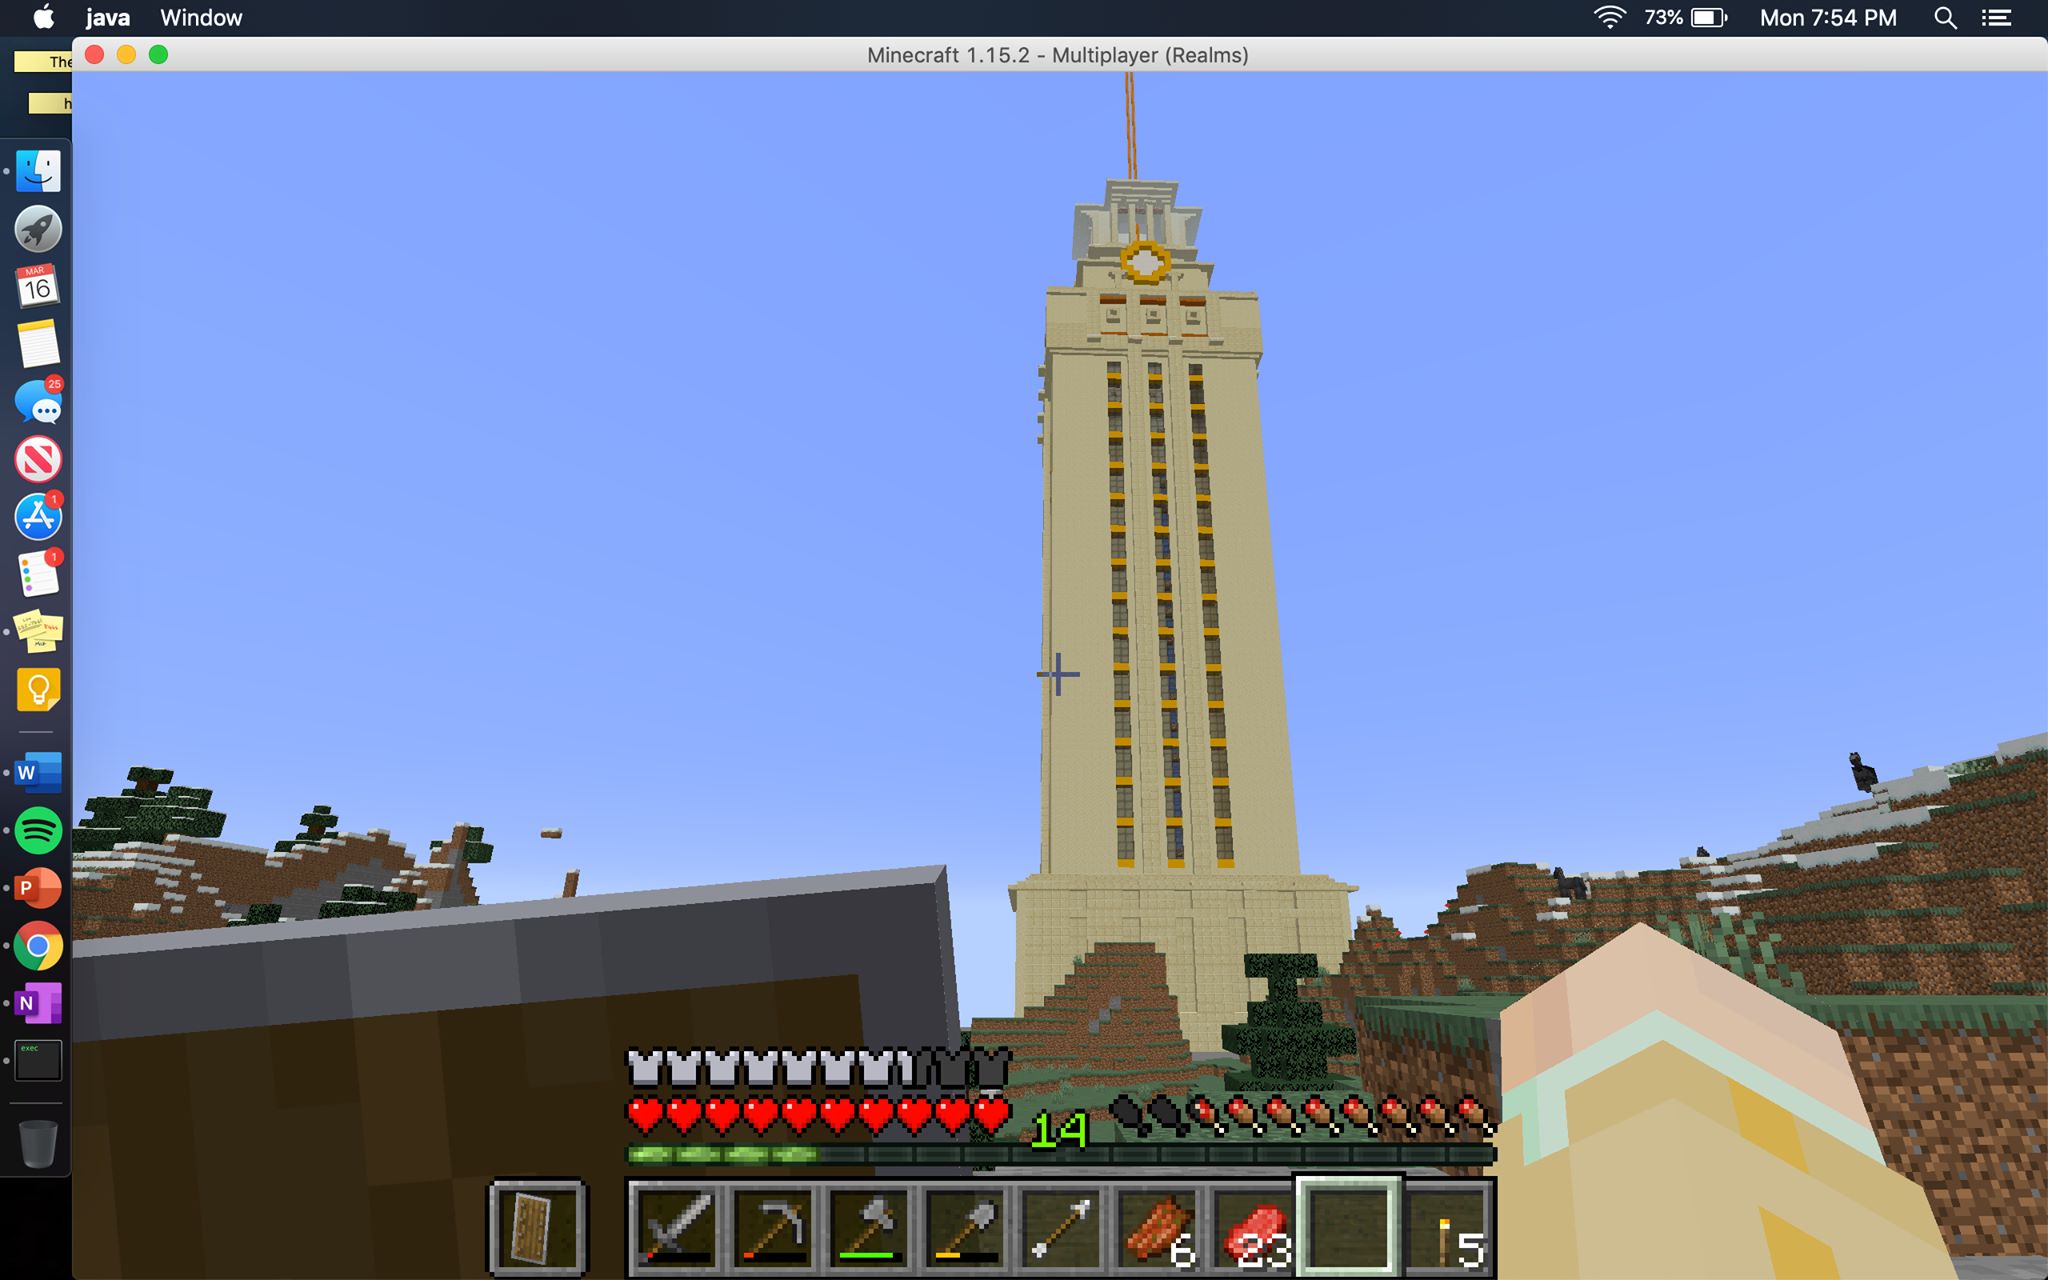 java Window 73% Mon 7:54 PM
Minecraft 1.15.2 - Multiplayer (Realms)
The
h
MAR
16
25
1
1
W
P
N
exec
14
6 23 5